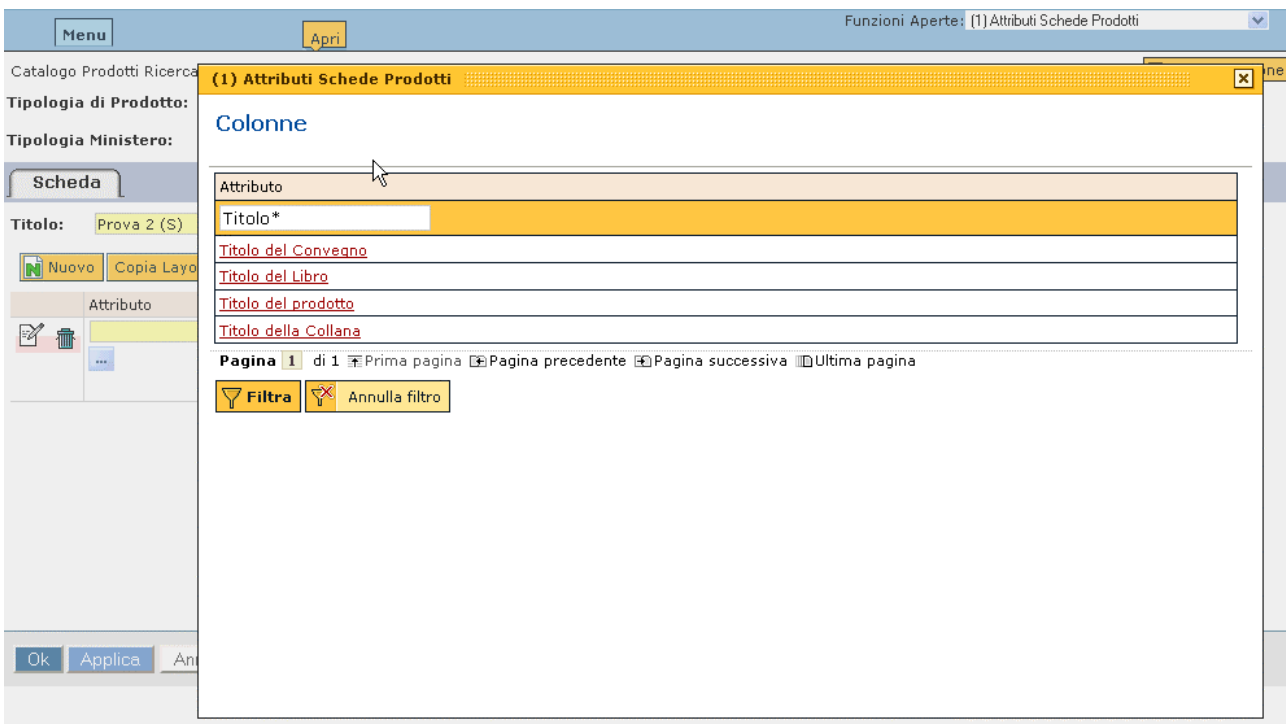 Menu
Apri
Funzioni Aperte: (1) Attributi Schede Prodotti
Catalogo Prodotti Ricerca
(1) Attributi Schede Prodotti
Tipologia di Prodotto:
Colonne
Tipologia Ministero:
Scheda
Attributo
Titolo: Prova 2 (S)
Titolo*
Titolo del Convegno
Nuovo Copia Layo
Titolo del Libro
Attributo
Titolo del prodotto
Titolo della Collana
...
Pagina 1 di 1 Prima pagina Pagina precedente Pagina successiva Ultima pagina
Filtra Annulla filtro
Ok Applica